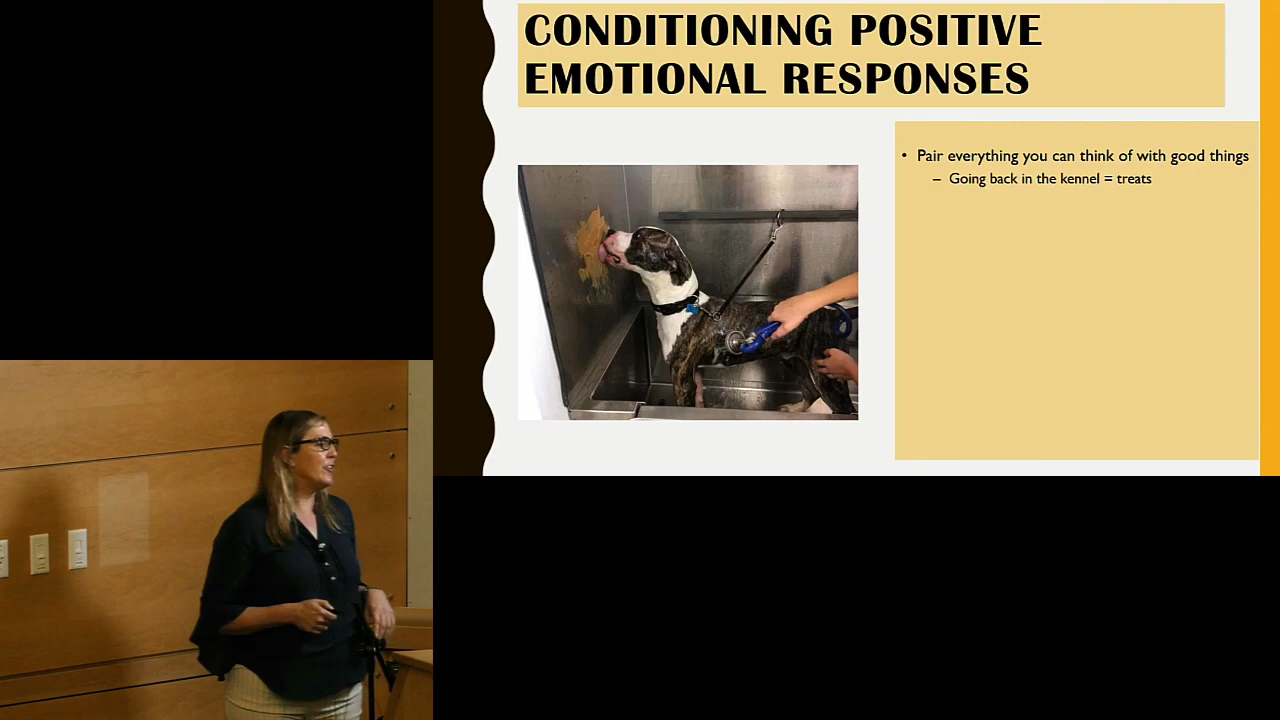 CONDITIONING POSITIVE
EMOTIONAL RESPONSES
• Pair everything you can think of with good things
– Going back in the kennel = treats